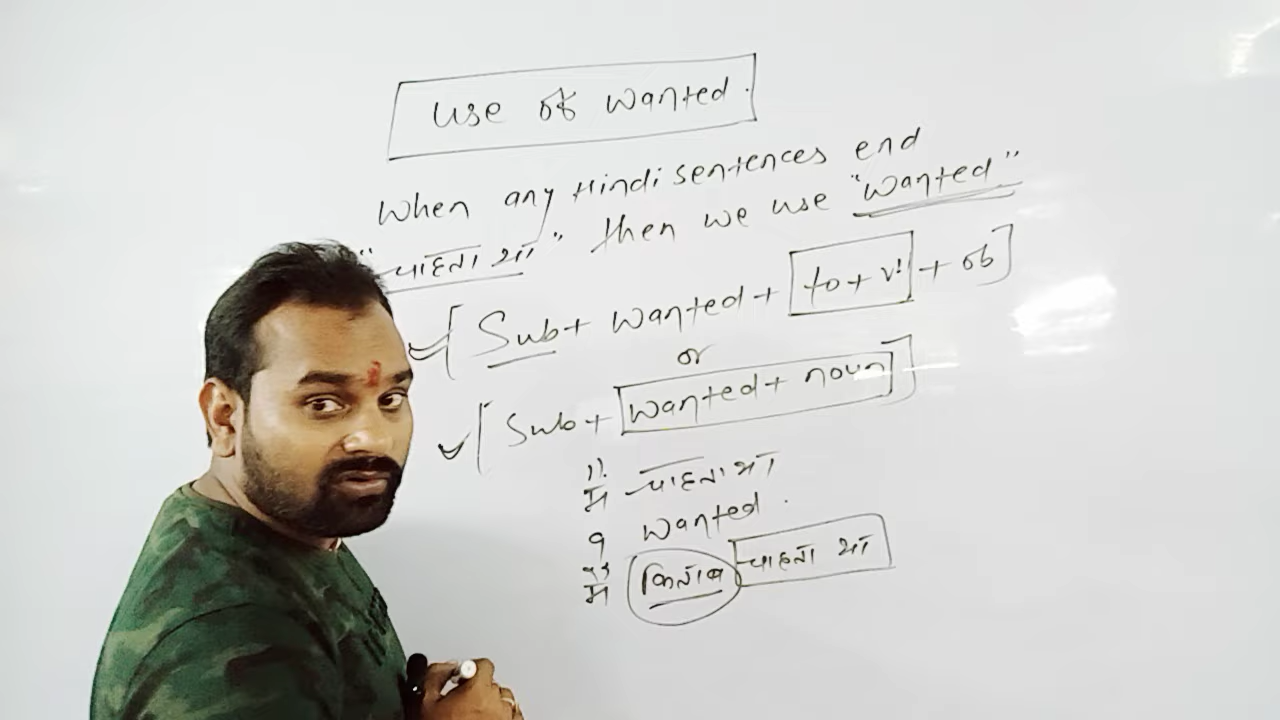 Use of Wanted.
When any Hindi sentences end
"चाहता था" then we use "Wanted"
[Sub + Wanted + to + v¹ + ob]
or
[Sub + Wanted + noun]
मैं चाहता था
I Wanted.
मैं किताब चाहता था